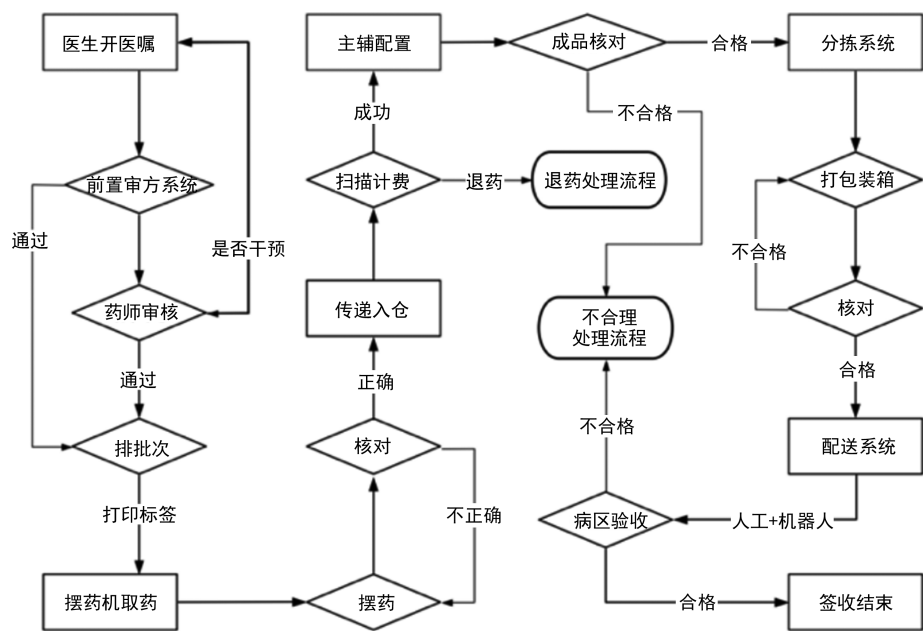 医生开医嘱
前置审方系统
通过
是否干预
药师审核
通过
排批次
打印标签
摆药机取药
摆药
不正确
核对
正确
传递入仓
扫描计费
退药
退药处理流程
成功
主辅配置
成品核对
不合格
合格
分拣系统
打包装箱
不合格
核对
合格
配送系统
人工+机器人
病区验收
不合格
不合理
处理流程
合格
签收结束